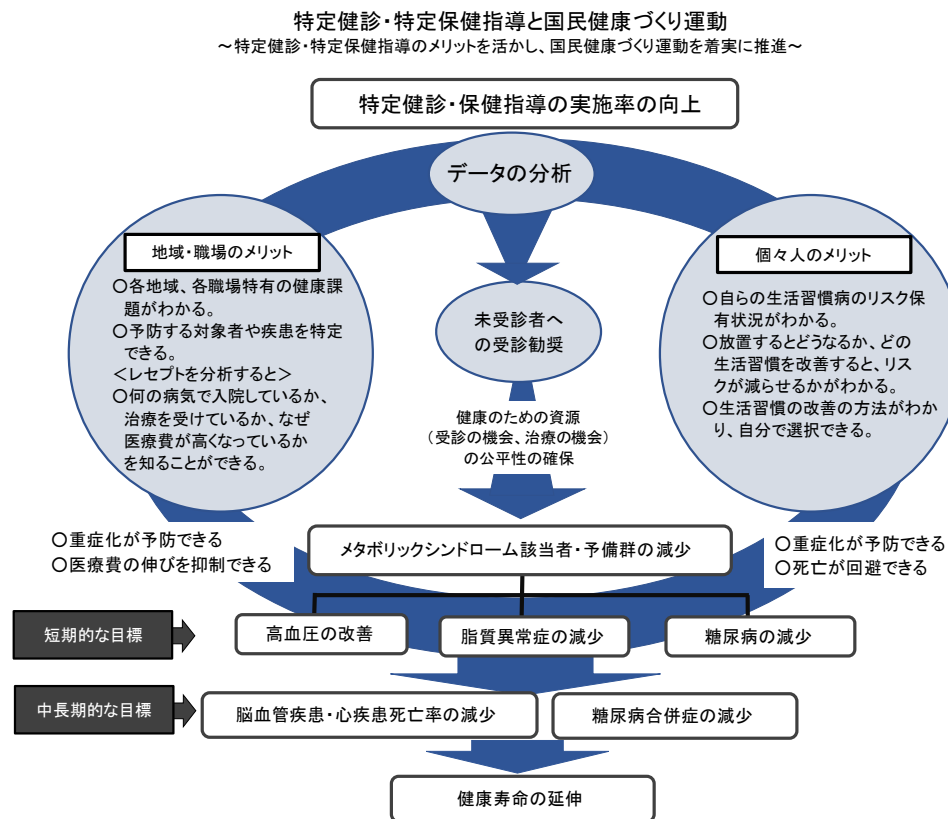 特定健診・特定保健指導と国民健康づくり運動
～特定健診・特定保健指導のメリットを活かし、国民健康づくり運動を着実に推進～
特定健診・保健指導の実施率の向上
データの分析
地域・職場のメリット
○各地域、各職場特有の健康課
題がわかる。
○予防する対象者や疾患を特定
できる。
＜レセプトを分析すると＞
○何の病気で入院しているか、
治療を受けているか、なぜ
医療費が高くなっているか
を知ることができる。
未受診者へ
の受診勧奨
個々人のメリット
○自らの生活習慣病のリスク保
有状況がわかる。
○放置するとどうなるか、どの
生活習慣を改善すると、リス
クが減らせるかがわかる。
○生活習慣の改善の方法がわか
り、自分で選択できる。
健康のための資源
（受診の機会、治療の機会）
の公平性の確保
○重症化が予防できる
○医療費の伸びを抑制できる
メタボリックシンドローム該当者・予備群の減少
○重症化が予防できる
○死亡が回避できる
短期的な目標
高血圧の改善
脂質異常症の減少
糖尿病の減少
中長期的な目標
脳血管疾患・心疾患死亡率の減少
糖尿病合併症の減少
健康寿命の延伸